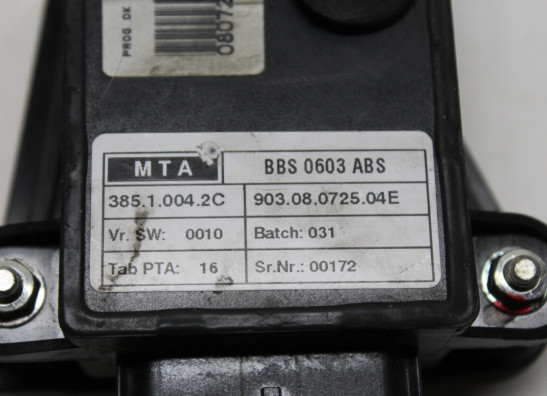 PROG DK
08072
MTA BBS 0603 ABS
385.1.004.2C 903.08.0725.04E
Vr. SW: 0010 Batch: 031
Tab PTA: 16 Sr.Nr.: 00172